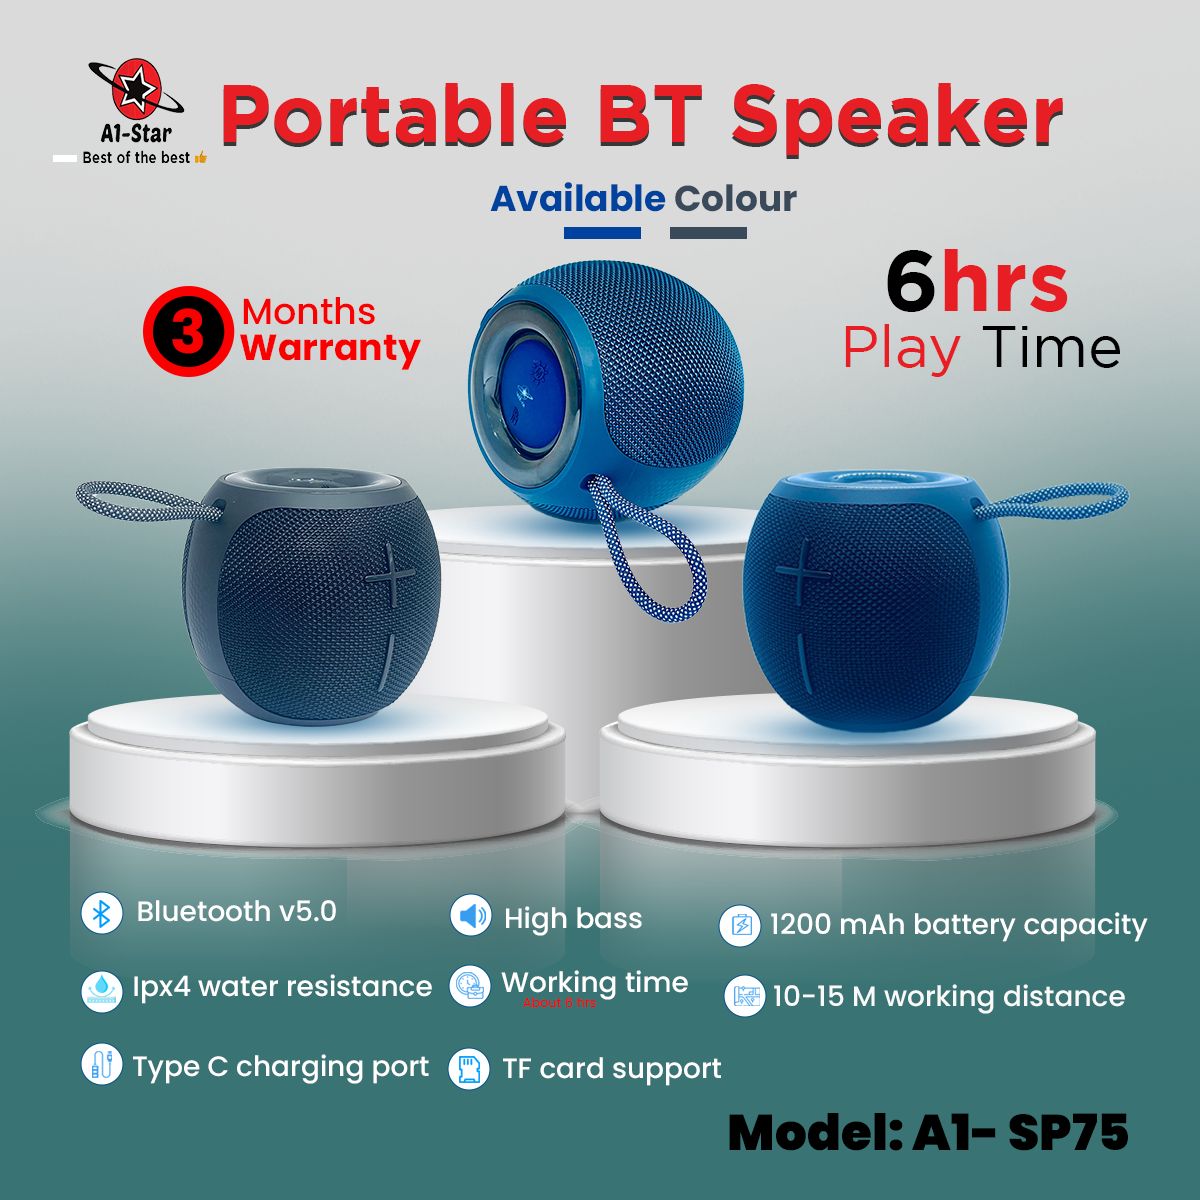 A1-Star
Best of the best
Portable BT Speaker
Available Colour
3 Months
Warranty
6hrs
Play Time
Bluetooth v5.0
High bass
1200 mAh battery capacity
Ipx4 water resistance
Working time
About 6 hrs
10-15 M working distance
Type C charging port
TF card support
Model: A1- SP75